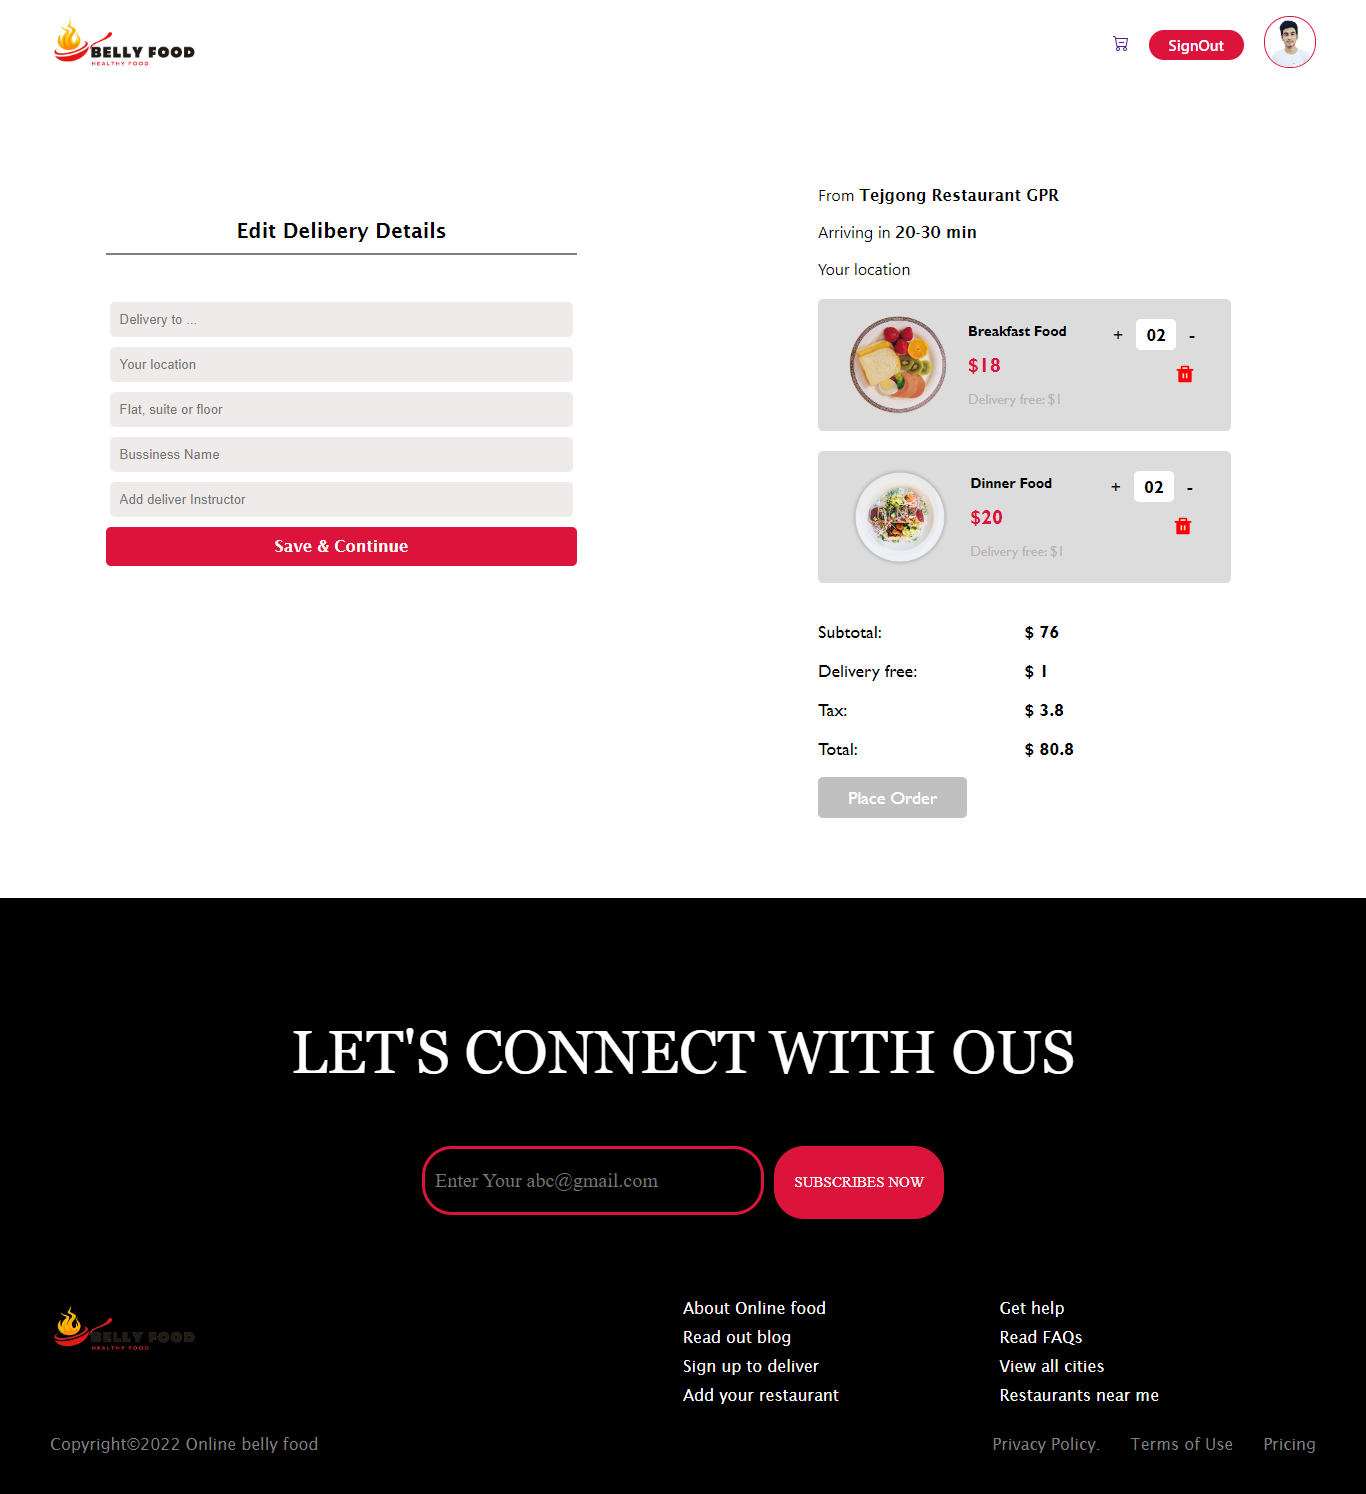 BELLY FOOD
HEALTHY FOOD
SignOut
Edit Delibery Details
Delivery to ...
Your location
Flat, suite or floor
Bussiness Name
Add deliver Instructor
Save & Continue
From Tejgong Restaurant GPR
Arriving in 20-30 min
Your location
Breakfast Food
+ 02 -
$18
Delivery free: $1
Dinner Food
+ 02 -
$20
Delivery free: $1
Subtotal: $ 76
Delivery free: $ 1
Tax: $ 3.8
Total: $ 80.8
Place Order
LET'S CONNECT WITH OUS
Enter Your abc@gmail.com
SUBSCRIBES NOW
BELLY FOOD
HEALTHY FOOD
About Online food
Read out blog
Sign up to deliver
Add your restaurant
Get help
Read FAQs
View all cities
Restaurants near me
Copyright©2022 Online belly food
Privacy Policy. Terms of Use Pricing